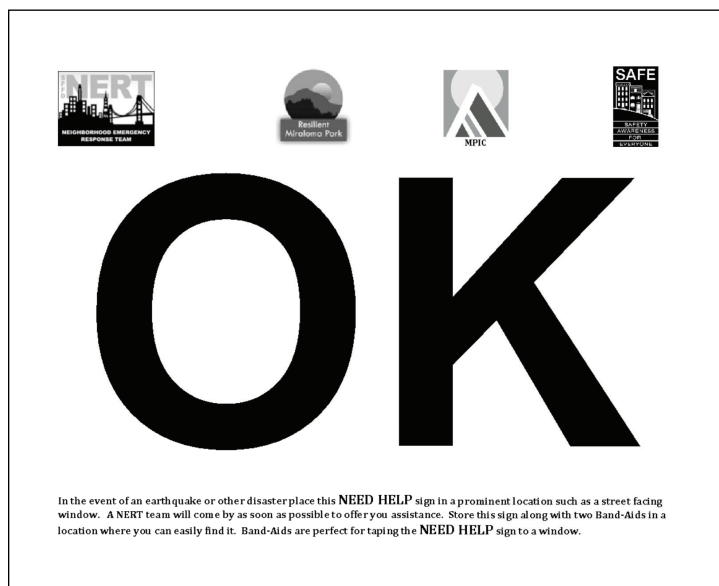 SFFD NERT
NEIGHBORHOOD EMERGENCY
RESPONSE TEAM
Resilient
Miraloma Park
MPIC
SAFE
SAFETY
AWARENESS
FOR
EVERYONE
OK
In the event of an earthquake or other disaster place this NEED HELP sign in a prominent location such as a street facing
window. A NERT team will come by as soon as possible to offer you assistance. Store this sign along with two Band-Aids in a
location where you can easily find it. Band-Aids are perfect for taping the NEED HELP sign to a window.